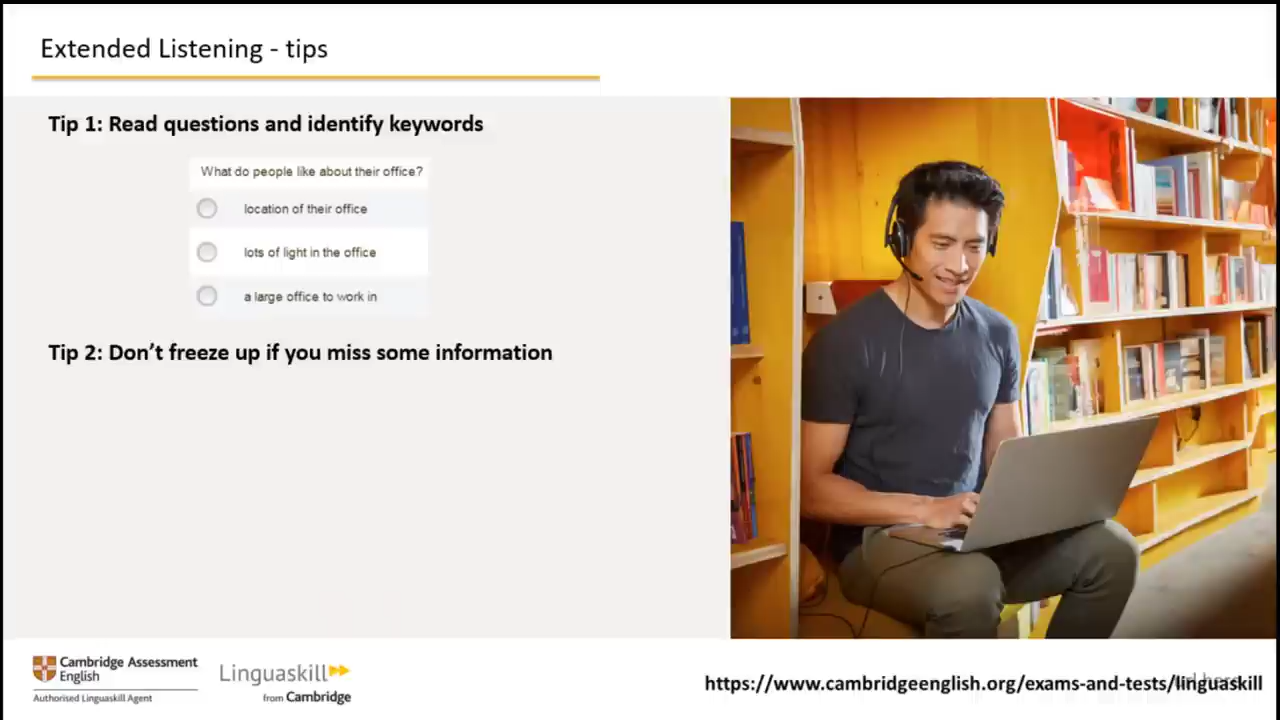 Extended Listening - tips
Tip 1: Read questions and identify keywords
What do people like about their office?
location of their office
lots of light in the office
a large office to work in
Tip 2: Don't freeze up if you miss some information
Cambridge Assessment
English
Authorised Linguaskill Agent
Linguaskill
from Cambridge
https://www.cambridgeenglish.org/exams-and-tests/linguaskill